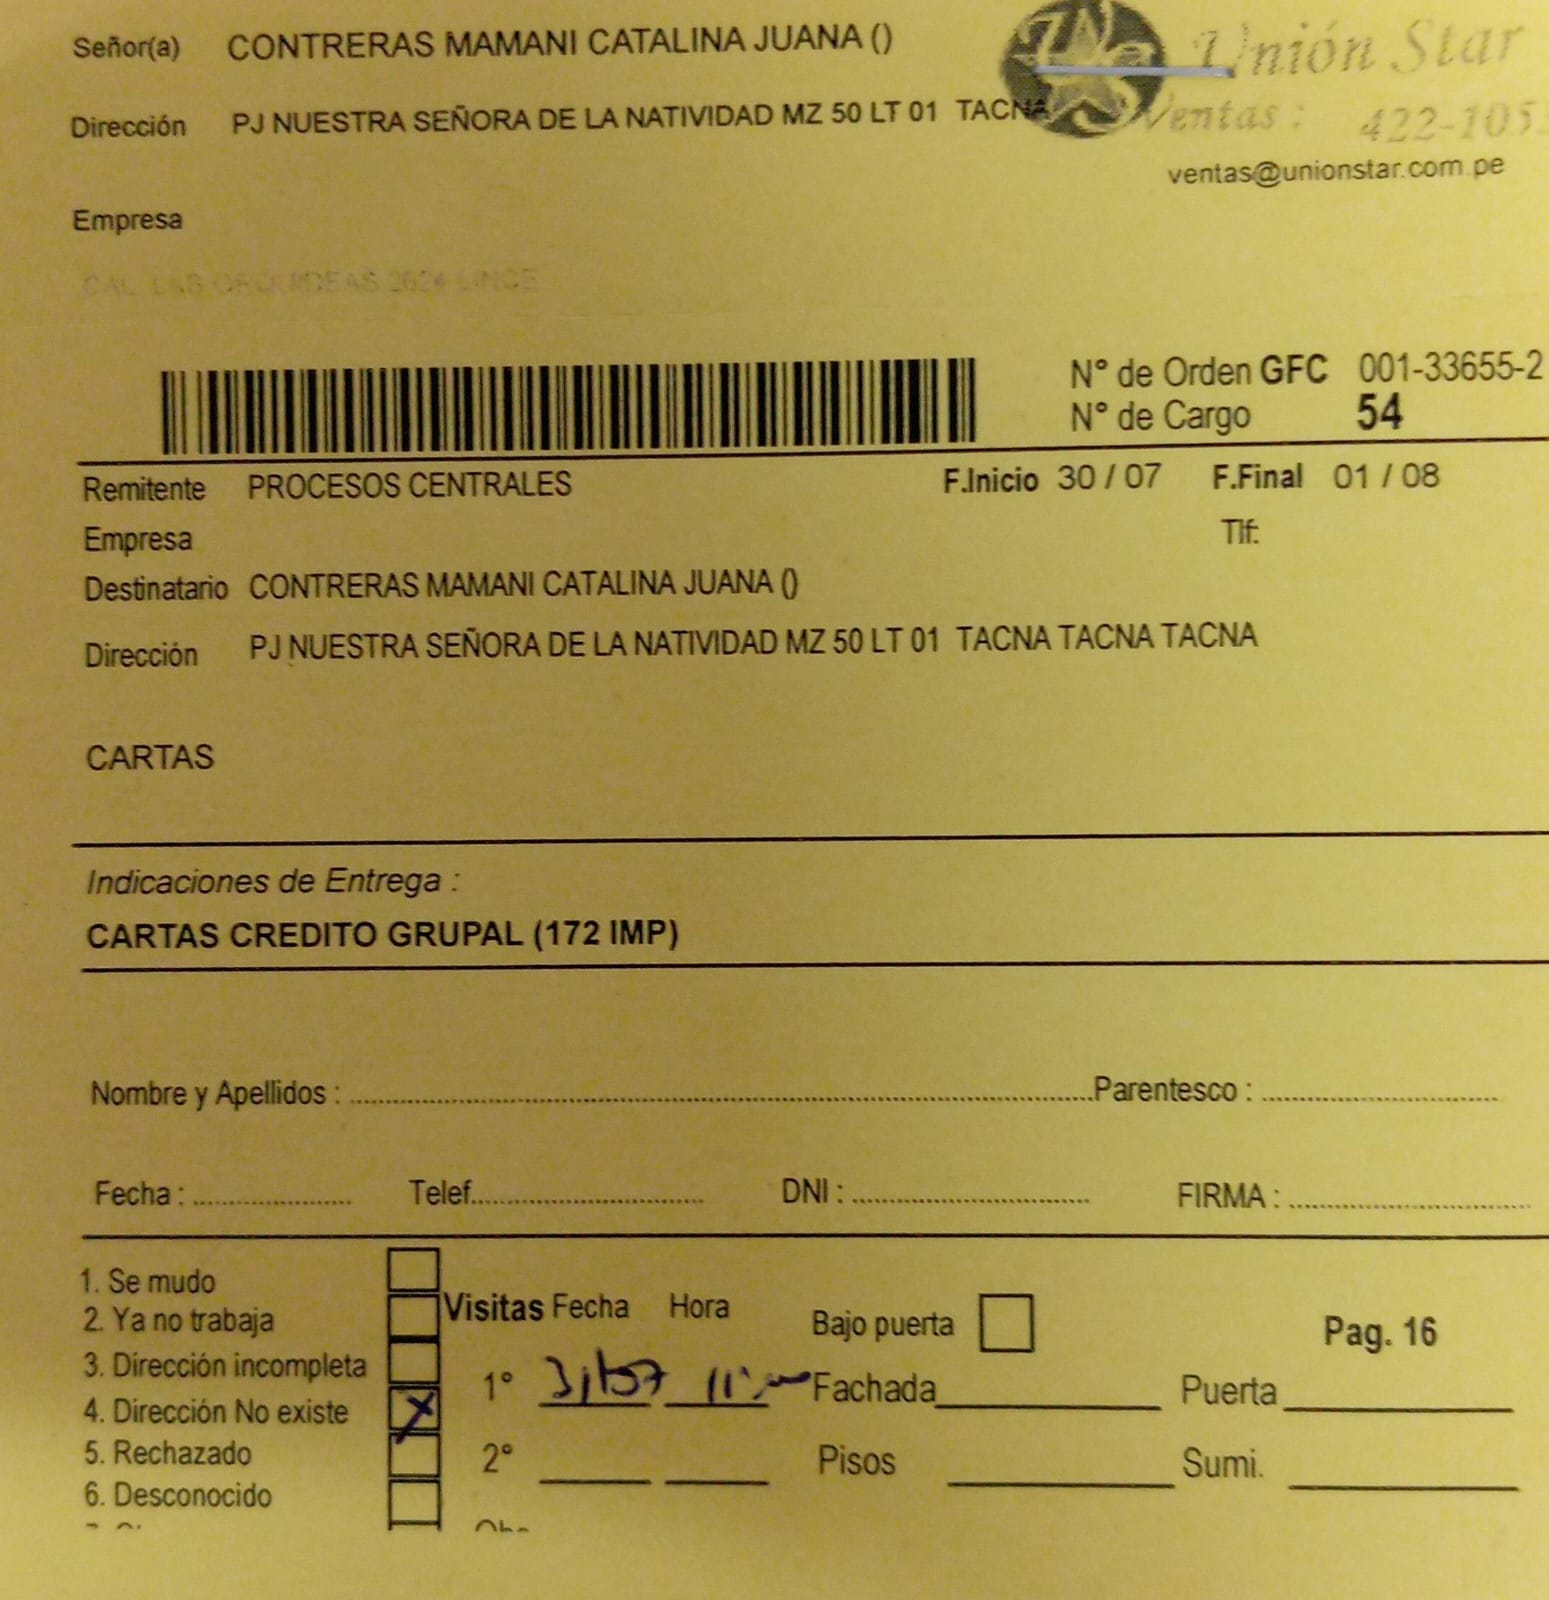 Señor(a) CONTRERAS MAMANI CATALINA JUANA ()
Unión Star
Dirección PJ NUESTRA SEÑORA DE LA NATIVIDAD MZ 50 LT 01 TACNA
Ventas : 422-105
ventas@unionstar.com.pe
Empresa
CAL LAS ORQUIDEAS 2624 LINCE
N° de Orden GFC 001-33655-2
N° de Cargo 54
Remitente PROCESOS CENTRALES F.Inicio 30 / 07 F.Final 01 / 08
Empresa Tlf:
Destinatario CONTRERAS MAMANI CATALINA JUANA ()
Dirección PJ NUESTRA SEÑORA DE LA NATIVIDAD MZ 50 LT 01 TACNA TACNA TACNA
CARTAS
Indicaciones de Entrega :
CARTAS CREDITO GRUPAL (172 IMP)
Nombre y Apellidos : Parentesco :
Fecha : Telef. DNI : FIRMA :
1. Se mudo
Visitas Fecha Hora Bajo puerta Pag. 16
2. Ya no trabaja
3. Dirección incompleta
1° Fachada Puerta
4. Dirección No existe X
5. Rechazado
2° Pisos Sumi.
6. Desconocido